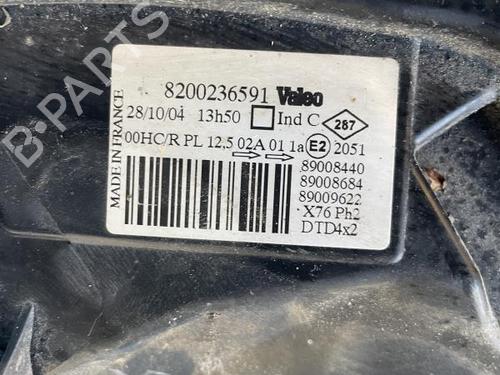 B-PARTS
MADE IN FRANCE
8200236591 Valeo
28/10/04 13h50 Ind C 287
00HC/R PL 12,5 02A 01 1a E2 2051
89008440
89008684
89009622
X76 Ph2
DTD4x2